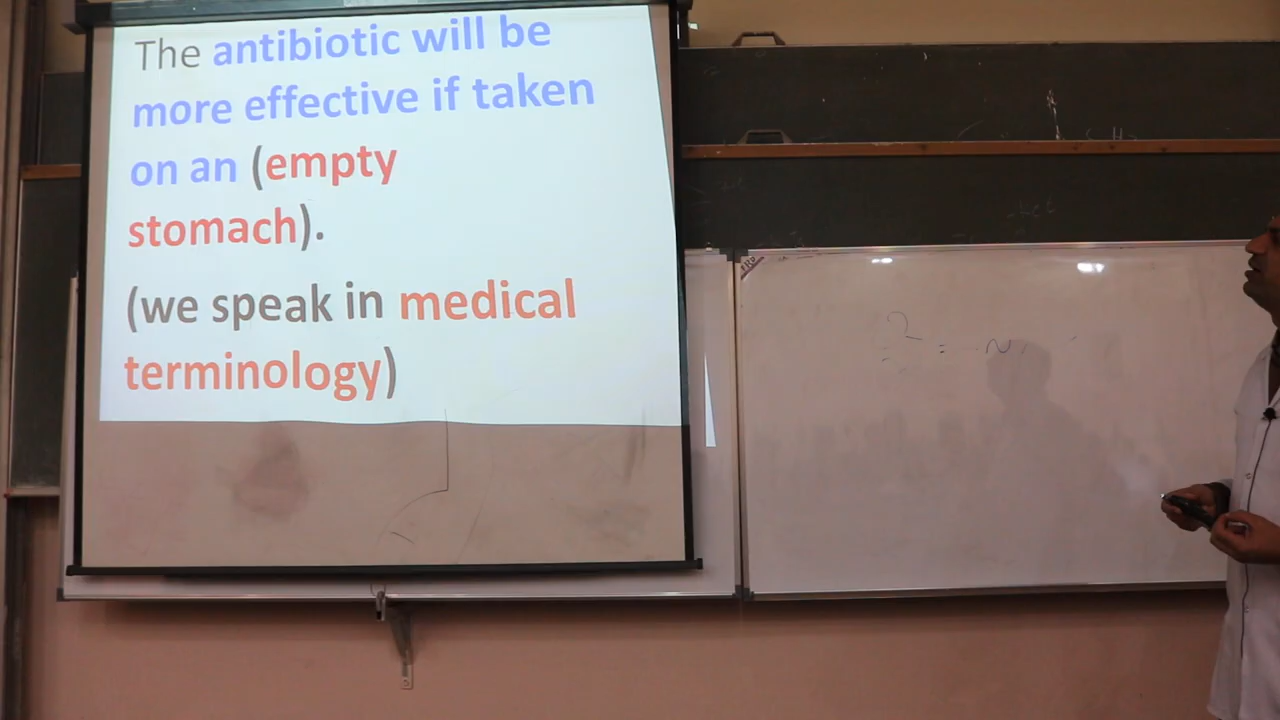 The antibiotic will be
more effective if taken
on an (empty
stomach).
(we speak in medical
terminology)